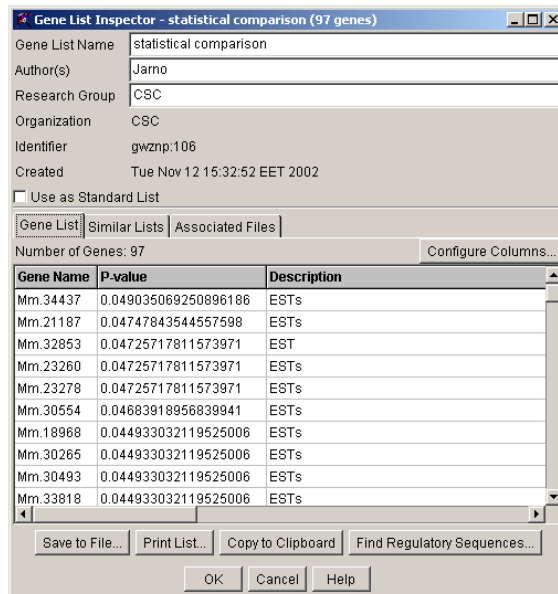 Gene List Inspector - statistical comparison (97 genes)
Gene List Name statistical comparison
Author(s) Jarno
Research Group CSC
Organization CSC
Identifier gwznp:106
Created Tue Nov 12 15:32:52 EET 2002
Use as Standard List
Gene List Similar Lists Associated Files
Number of Genes: 97 Configure Columns...
Gene Name P-value Description
Mm.34437 0.049035069250896186 ESTs
Mm.21187 0.04747843544557598 ESTs
Mm.32853 0.04725717811573971 EST
Mm.23260 0.04725717811573971 ESTs
Mm.23278 0.04725717811573971 ESTs
Mm.30554 0.04683918956839941 ESTs
Mm.18968 0.044933032119525006 ESTs
Mm.30265 0.044933032119525006 ESTs
Mm.30493 0.044933032119525006 ESTs
Mm.33818 0.044933032119525006 ESTs
Save to File... Print List... Copy to Clipboard Find Regulatory Sequences...
OK Cancel Help